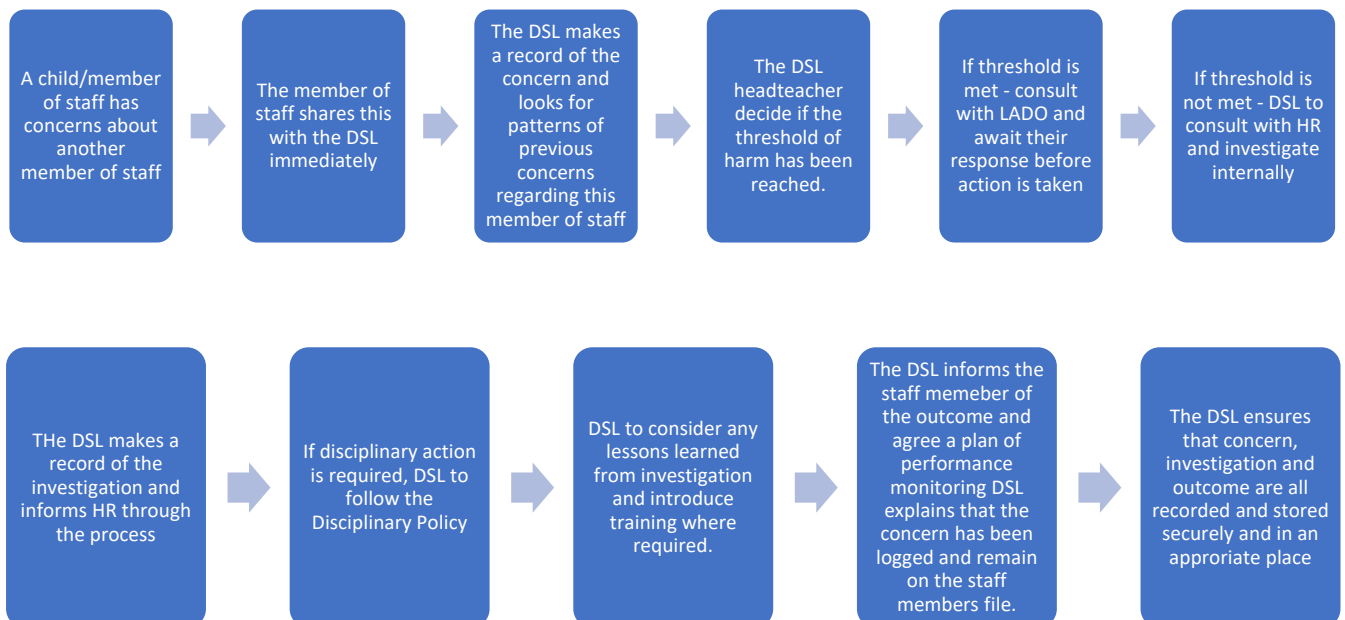 A child/member
of staff has
concerns about
another
member of staff
The member of
staff shares this
with the DSL
immediately
The DSL makes
a record of the
concern and
looks for
patterns of
previous
concerns
regarding this
member of staff
The DSL
headteacher
decide if the
threshold of
harm has been
reached.
If threshold is
met - consult
with LADO and
await their
response before
action is taken
If threshold is
not met - DSL to
consult with HR
and investigate
internally
THe DSL makes a
record of the
investigation and
informs HR through
the process
If disciplinary action
is required, DSL to
follow the
Disciplinary Policy
DSL to consider any
lessons learned
from investigation
and introduce
training where
required.
The DSL informs the
staff memeber of
the outcome and
agree a plan of
performance
monitoring DSL
explains that the
concern has been
logged and remain
on the staff
members file.
The DSL ensures
that concern,
investigation and
outcome are all
recorded and stored
securely and in an
approriate place